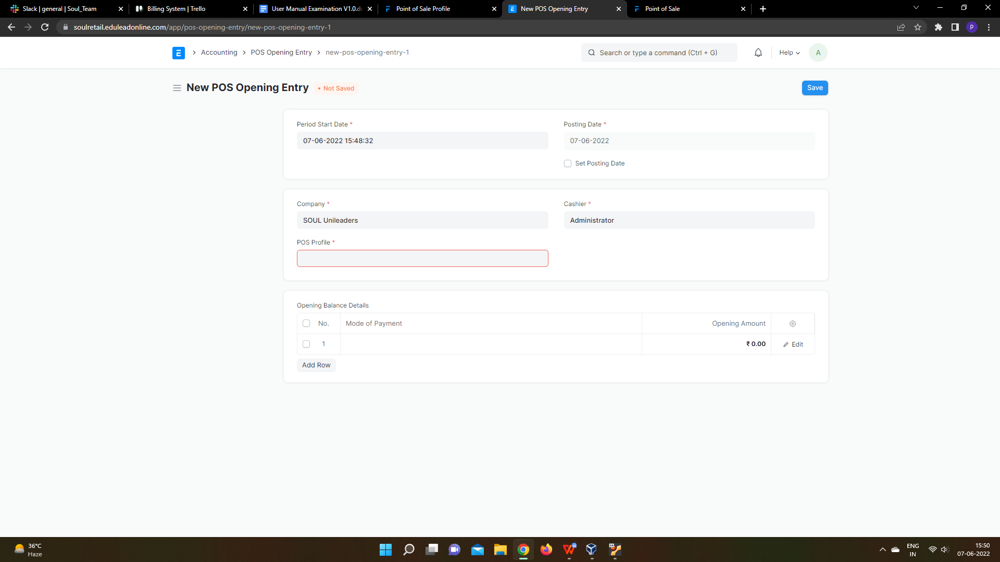 Slack | general | Soul_Team
Billing System | Trello
User Manual Examination V1.0.dc
Point of Sale Profile
New POS Opening Entry
Point of Sale
soulretail.eduleadonline.com/app/pos-opening-entry/new-pos-opening-entry-1
P
E
Accounting
POS Opening Entry
new-pos-opening-entry-1
Search or type a command (Ctrl + G)
Help
A
New POS Opening Entry
• Not Saved
Save
Period Start Date *
07-06-2022 15:48:32
Posting Date *
07-06-2022
Set Posting Date
Company *
SOUL Unileaders
Cashier *
Administrator
POS Profile *
Opening Balance Details
No.
Mode of Payment
Opening Amount
1
₹ 0.00
Edit
Add Row
36°C
Haze
ENG
IN
15:50
07-06-2022